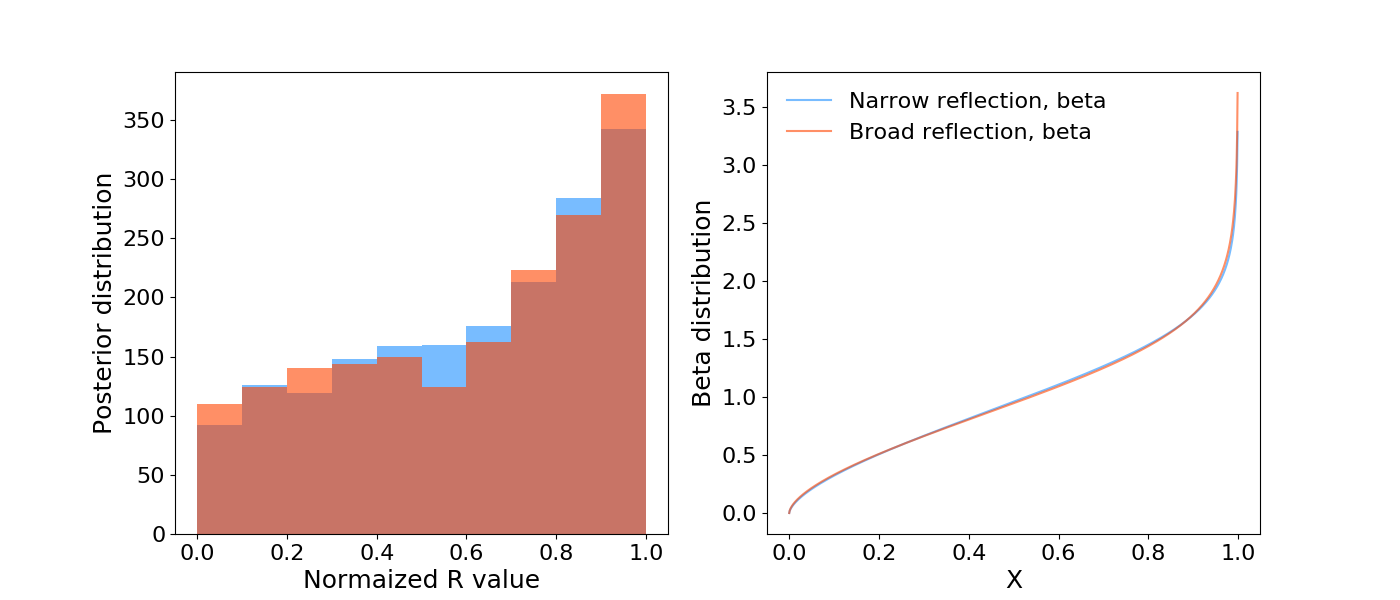 Posterior distribution
350
300
250
200
150
100
50
0
0.0 0.2 0.4 0.6 0.8 1.0
Normaized R value
Beta distribution
3.5
3.0
2.5
2.0
1.5
1.0
0.5
0.0
Narrow reflection, beta
Broad reflection, beta
0.0 0.2 0.4 0.6 0.8 1.0
X